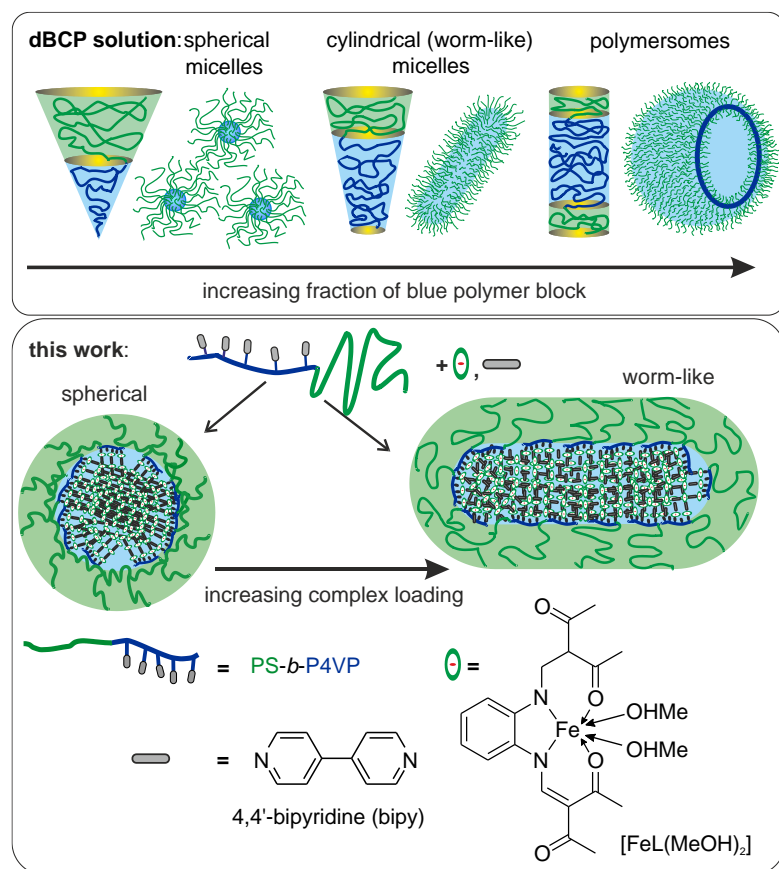 dBCP solution: spherical micelles
cylindrical (worm-like) micelles
polymersomes
increasing fraction of blue polymer block
this work:
+ ,
spherical
worm-like
increasing complex loading
= PS-b-P4VP
=
= 
N
N
4,4'-bipyridine (bipy)
O
O
N
O
Fe
OHMe
OHMe
N
O
O
[FeL(MeOH)₂]